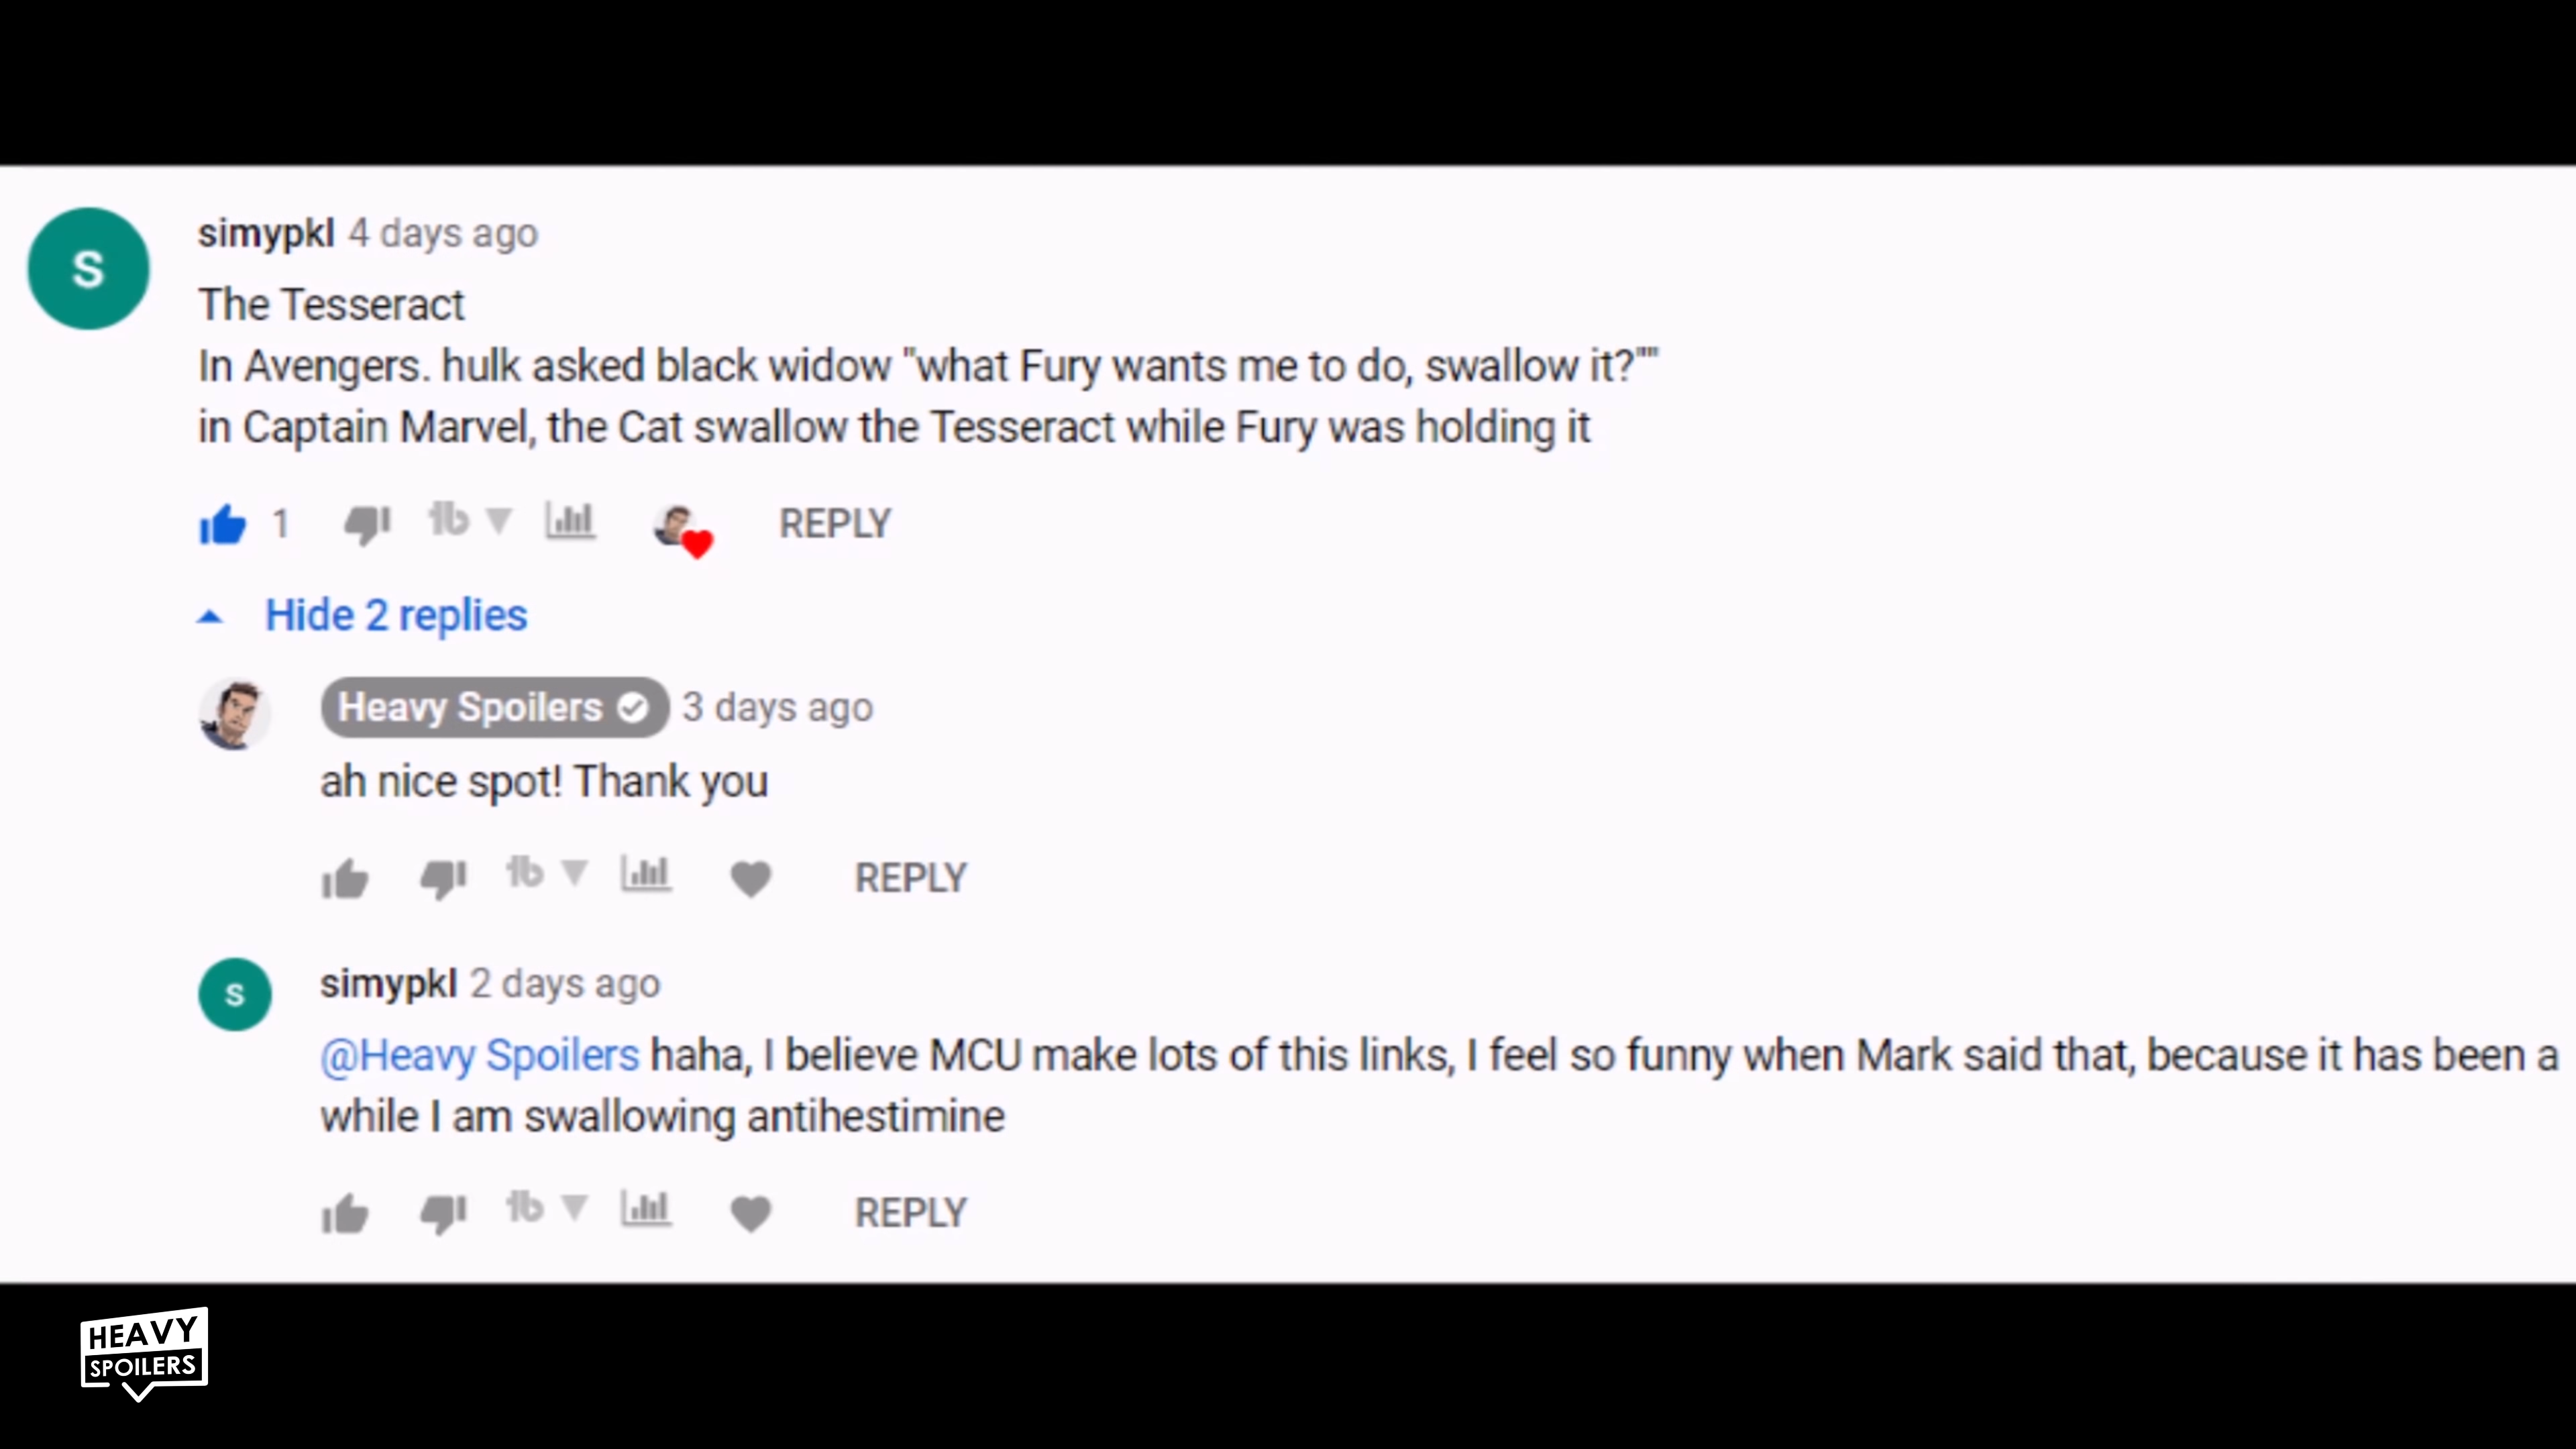 S
simypkl 4 days ago
The Tesseract
In Avengers. hulk asked black widow "what Fury wants me to do, swallow it?""
in Captain Marvel, the Cat swallow the Tesseract while Fury was holding it
1 tb REPLY
Hide 2 replies
Heavy Spoilers 3 days ago
ah nice spot! Thank you
tb REPLY
s
simypkl 2 days ago
@Heavy Spoilers haha, I believe MCU make lots of this links, I feel so funny when Mark said that, because it has been a
while I am swallowing antihestimine
tb REPLY
HEAVY
SPOILERS